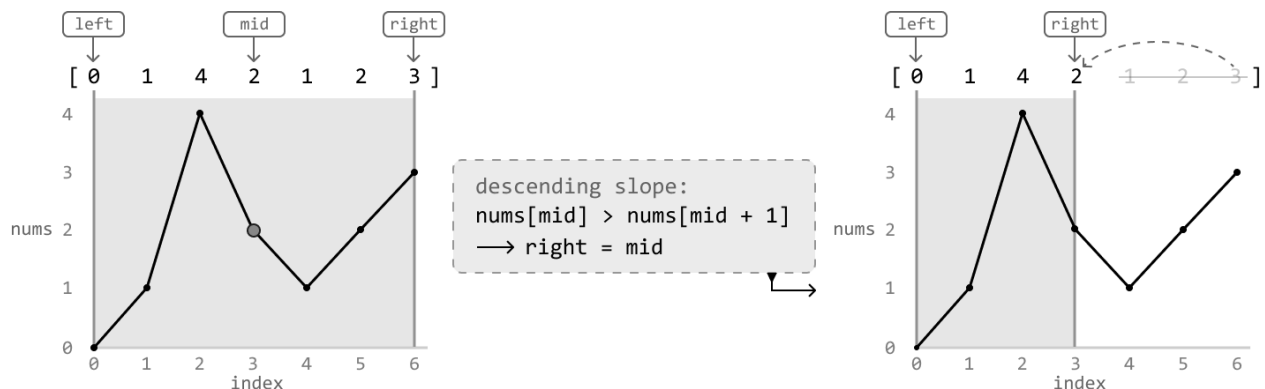 left mid right
[ 0 1 4 2 1 2 3 ]
4
3
nums 2
1
0
0 1 2 3 4 5 6
index
descending slope:
nums[mid] > nums[mid + 1]
⟶ right = mid
left right
[ 0 1 4 2 1 2 3 ]
4
3
nums 2
1
0
0 1 2 3 4 5 6
index